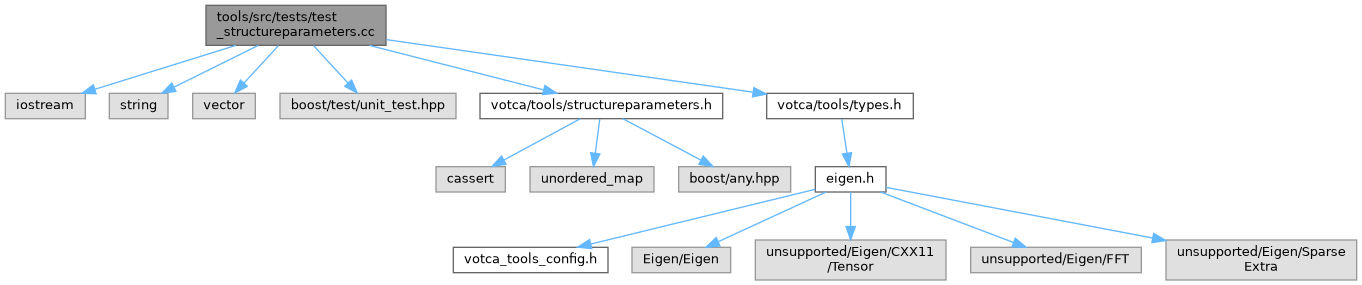 tools/src/tests/test
_structureparameters.cc
iostream
string
vector
boost/test/unit_test.hpp
votca/tools/structureparameters.h
votca/tools/types.h
cassert
unordered_map
boost/any.hpp
eigen.h
votca_tools_config.h
Eigen/Eigen
unsupported/Eigen/CXX11
/Tensor
unsupported/Eigen/FFT
unsupported/Eigen/Sparse
Extra